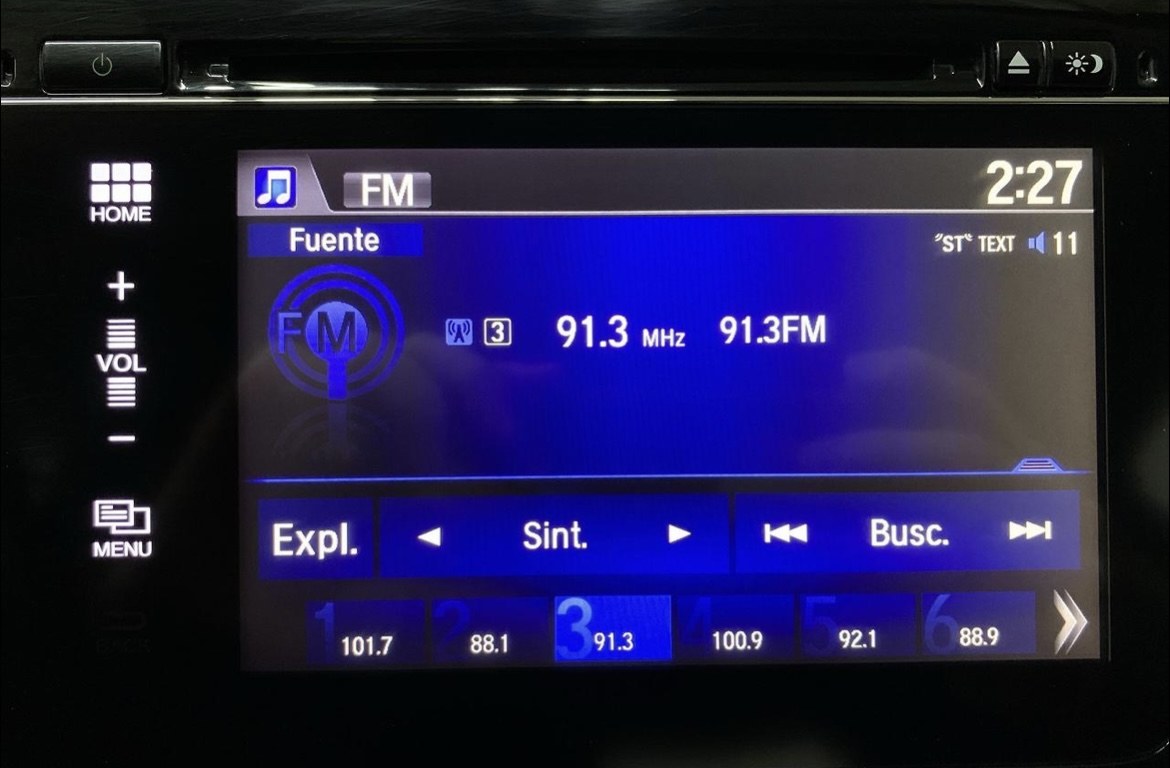 HOME
VOL
MENU
FM
2:27
Fuente
"ST" TEXT 11
FM
3 91.3 MHz 91.3FM
Expl. Sint. Busc.
1 101.7 2 88.1 3 91.3 4 100.9 5 92.1 6 88.9
BACK